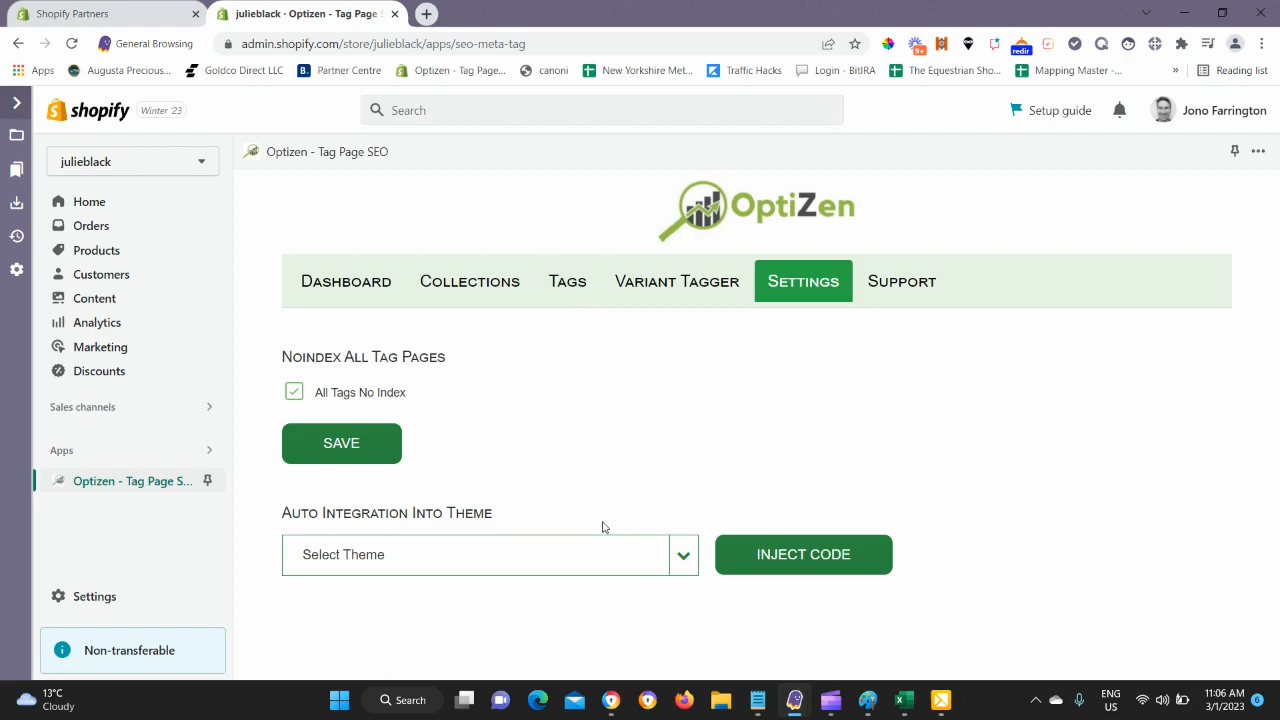 Shopify Partners
julieblack · Optizen - Tag Page S
General Browsing
admin.shopify.com/store/julieblack/apps/seo-meta-tag
9+
redir
Apps
Augusta Precious...
Goldco Direct LLC
Partner Centre
Optizen - Tag Page...
canoni
New Yorkshire Met...
Traffic Hacks
Login - BitIRA
The Equestrian Sho...
Mapping Master -...
»
Reading list
shopify
Winter '23
Search
Setup guide
Jono Farrington
julieblack
Optizen - Tag Page SEO
Home
Orders
Products
Customers
Content
Analytics
Marketing
Discounts
Sales channels
Apps
Optizen - Tag Page S...
Settings
Non-transferable
OptiZen
DASHBOARD
COLLECTIONS
TAGS
VARIANT TAGGER
SETTINGS
SUPPORT
NOINDEX ALL TAG PAGES
All Tags No Index
SAVE
AUTO INTEGRATION INTO THEME
Select Theme
INJECT CODE
13°C
Cloudy
Search
ENG
US
11:06 AM
3/1/2023
6